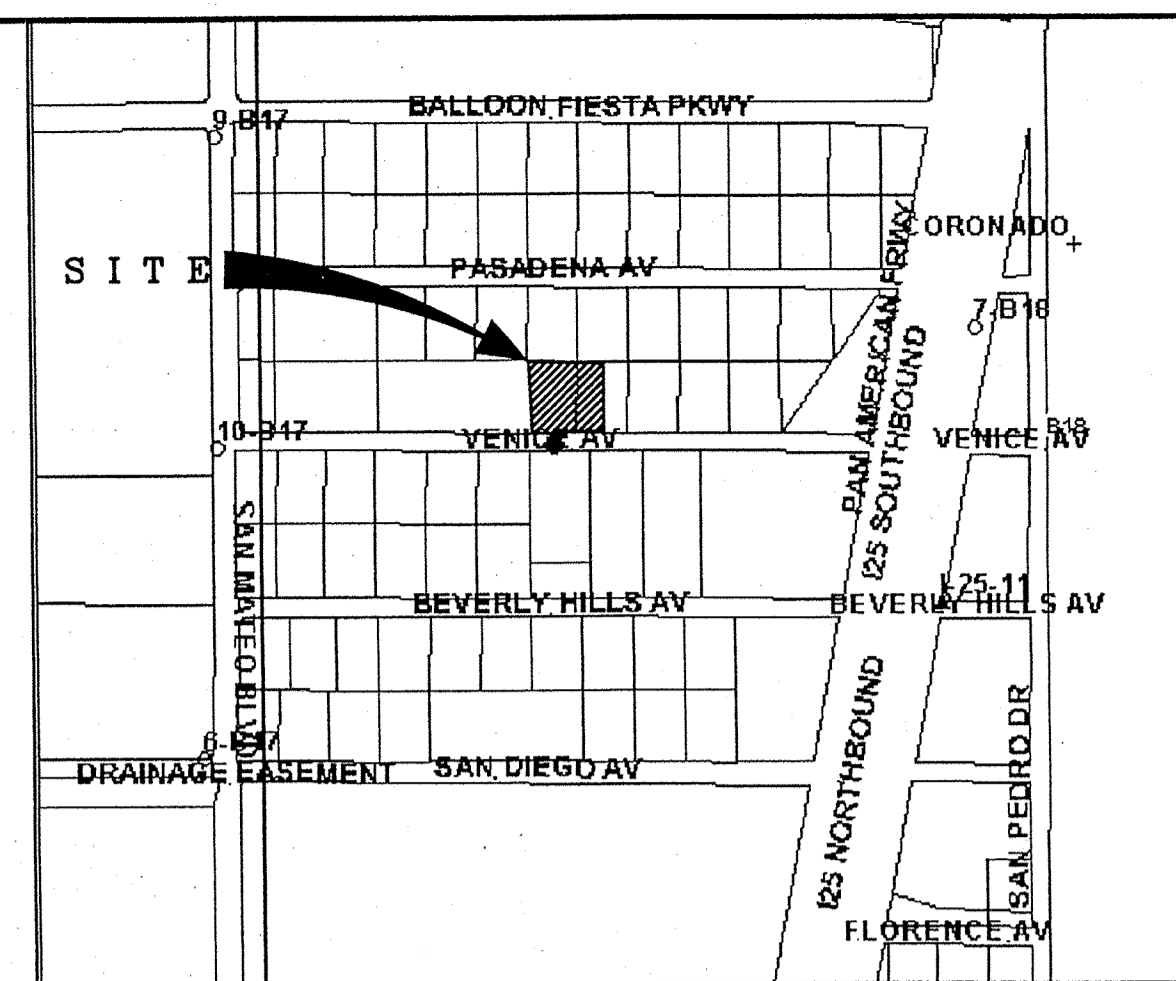 BALLOON FIESTA PKWY
9-B17
CORONADO
SITE
PASADENA AV
7-B18
PAN AMERICAN FRWY
I25 SOUTHBOUND
10-B17
VENICE AV
VENICE AV
B18
SAN MATEO BLVD
I-25-11
BEVERLY HILLS AV
BEVERLY HILLS AV
I25 NORTHBOUND
SAN PEDRO DR
DRAINAGE EASEMENT
SAN DIEGO AV
FLORENCE AV